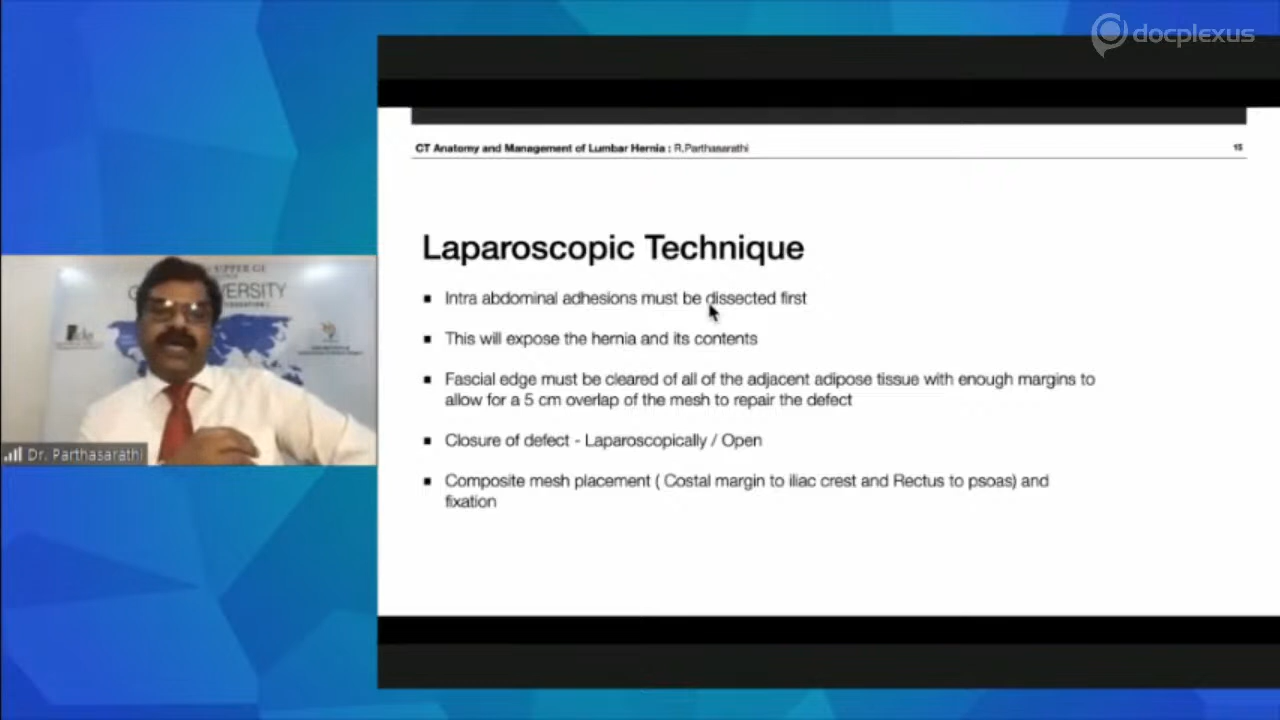 docplexus
CT Anatomy and Management of Lumbar Hernia : R.Parthasarathi
15
Laparoscopic Technique
▪ Intra abdominal adhesions must be dissected first
▪ This will expose the hernia and its contents
▪ Fascial edge must be cleared of all of the adjacent adipose tissue with enough margins to
allow for a 5 cm overlap of the mesh to repair the defect
▪ Closure of defect - Laparoscopically / Open
▪ Composite mesh placement ( Costal margin to iliac crest and Rectus to psoas) and
fixation
UPPER GI
Dr. Parthasarathi